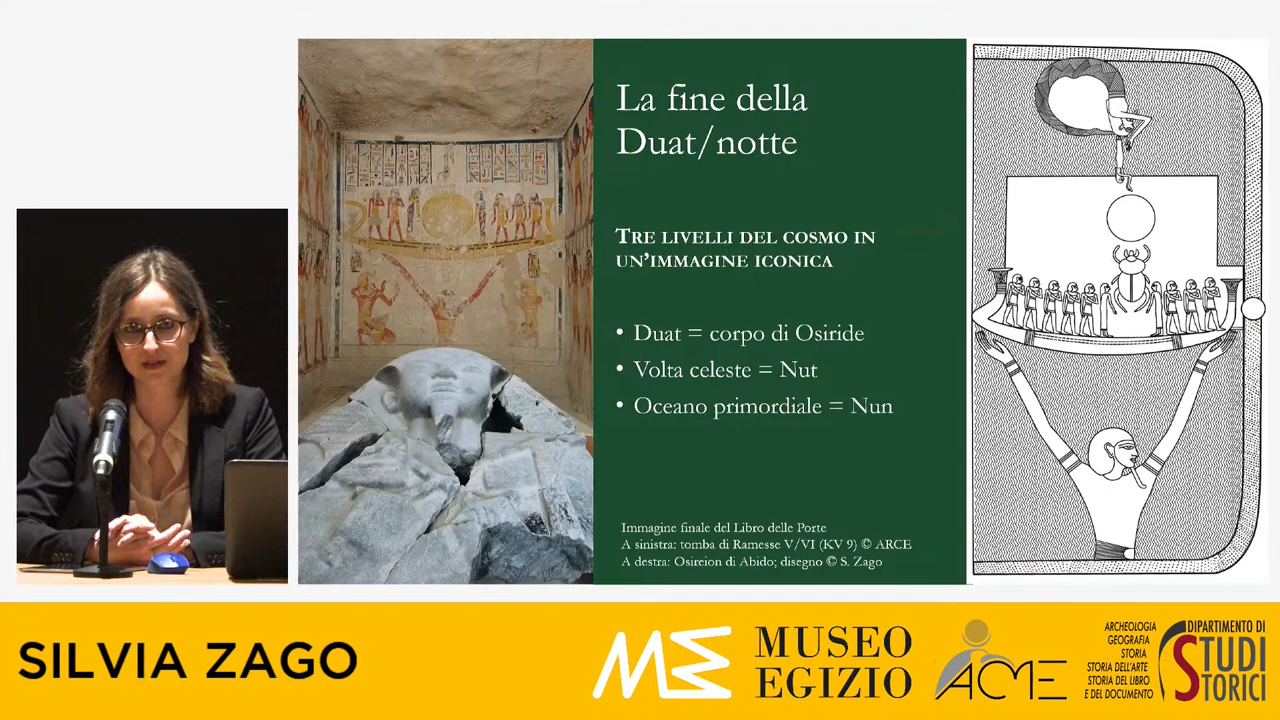 La fine della
Duat/notte
TRE LIVELLI DEL COSMO IN
UN'IMMAGINE ICONICA
• Duat = corpo di Osiride
• Volta celeste = Nut
• Oceano primordiale = Nun
Immagine finale del Libro delle Porte
A sinistra: tomba di Ramesse V/VI (KV 9) © ARCE
A destra: Osireion di Abido; disegno © S. Zago
SILVIA ZAGO
ME
MUSEO
EGIZIO
ACME
ARCHEOLOGIA
GEOGRAFIA
STORIA
STORIA DELL'ARTE
STORIA DEL LIBRO
E DEL DOCUMENTO
DIPARTIMENTO DI
STUDI
STORICI